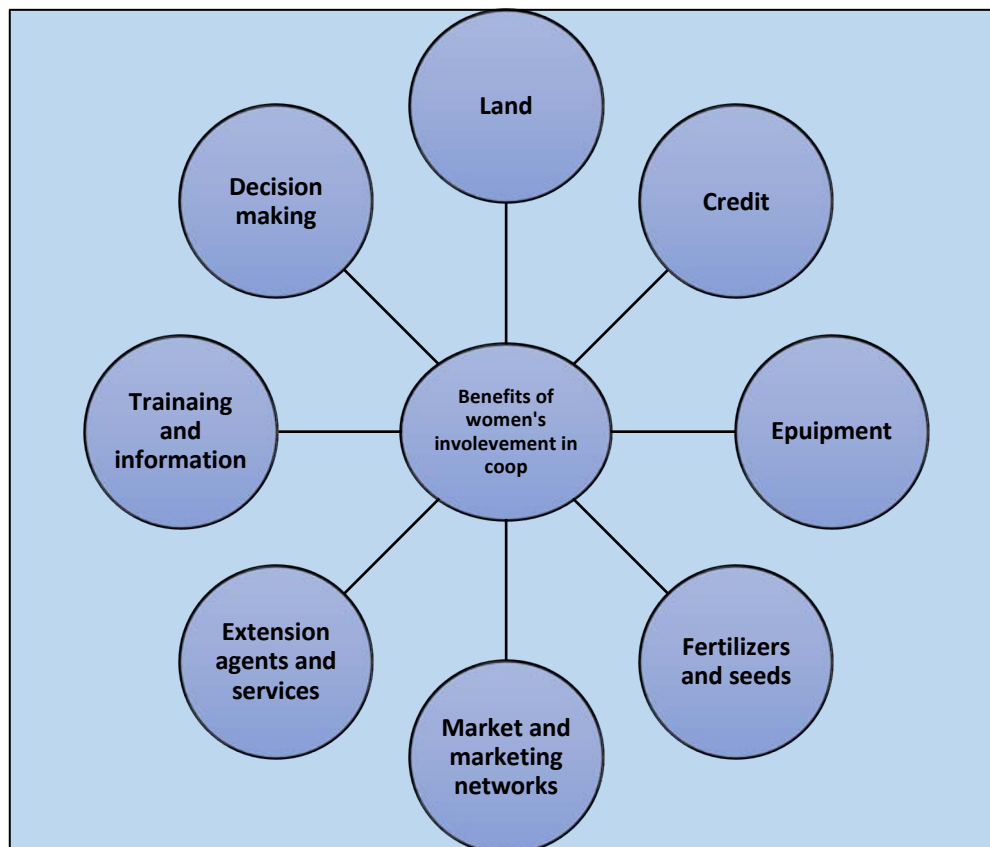 Land
Credit
Epuipment
Fertilizers
and seeds
Market and
marketing
networks
Extension
agents and
services
Trainaing
and
information
Decision
making
Benefits of
women's
involevement in
coop